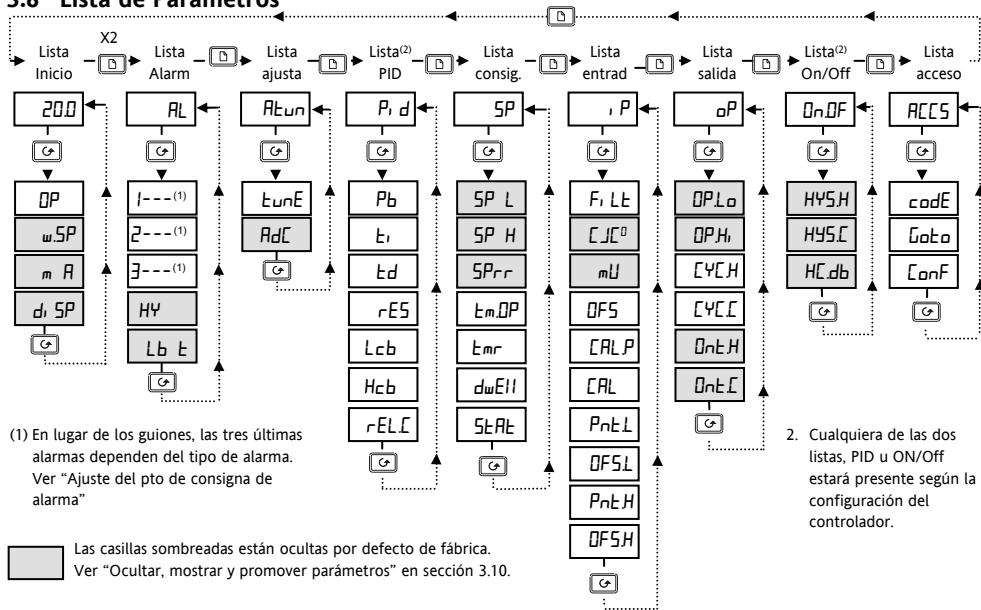 3.8 Lista de Parámetros
X2
Lista Inicio
Lista Alarm
Lista ajusta
Lista(2) PID
Lista consig.
Lista entrad
Lista salida
Lista(2) On/Off
Lista acceso
20.0
AL
Atun
Pi d
SP
iP
oP
On.OF
ACCS
OP
w.SP
m A
di SP
1---(1)
2---(1)
3---(1)
HY
Lb t
tunE
AdC
Pb
ti
td
rES
Lcb
Hcb
rEL.C
SP L
SP H
SPrr
tm.OP
tmr
dwEll
StAt
Fi Lt
CJC
mU
OFS
CAL.P
CAL
Pnt.L
OFS.L
Pnt.H
OFS.H
OP.Lo
OP.Hi
CYC.H
CYC.C
Ont.H
Ont.C
HYS.H
HYS.C
HC.db
codE
Goto
ConF
(1) En lugar de los guiones, las tres últimas
alarmas dependen del tipo de alarma.
Ver “Ajuste del pto de consigna de
alarma”
2. Cualquiera de las dos
listas, PID u ON/Off
estará presente según la
configuración del
controlador.
Las casillas sombreadas están ocultas por defecto de fábrica.
Ver “Ocultar, mostrar y promover parámetros” en sección 3.10.